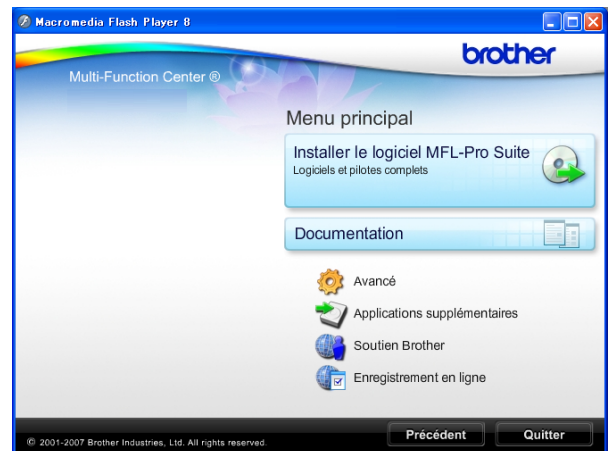 Macromedia Flash Player 8
brother
Multi-Function Center ®
Menu principal
Installer le logiciel MFL-Pro Suite
Logiciels et pilotes complets
Documentation
Avancé
Applications supplémentaires
Soutien Brother
Enregistrement en ligne
© 2001-2007 Brother Industries, Ltd. All rights reserved.
Précédent
Quitter